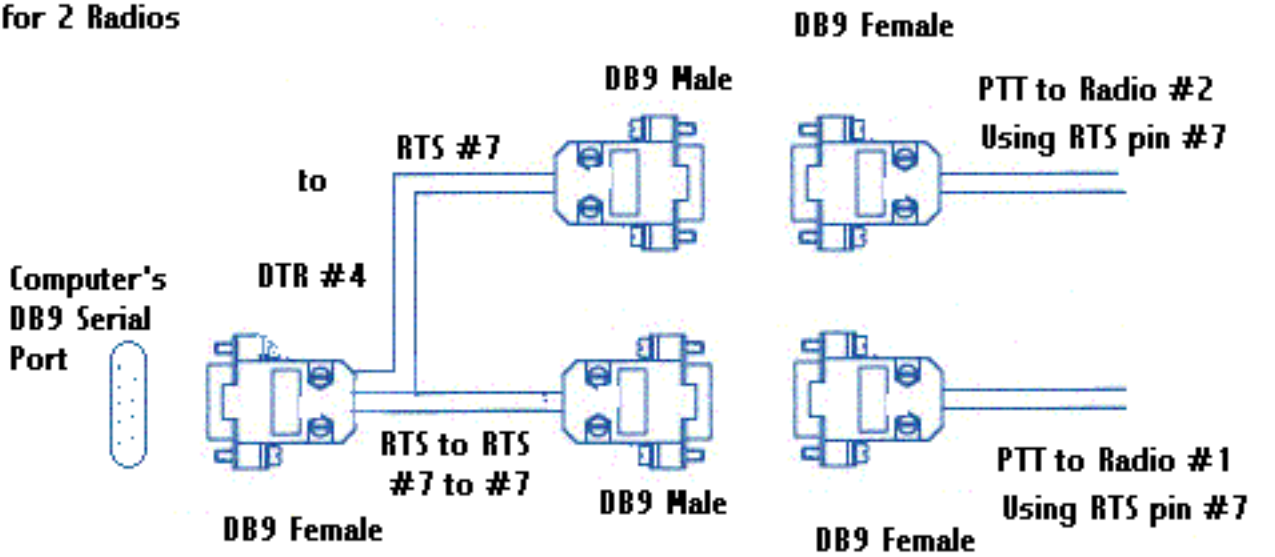 for 2 Radios
DB9 Female
DB9 Male
PTT to Radio #2
Using RTS pin #7
RTS #7
to
DTR #4
Computer's
DB9 Serial
Port
RTS to RTS
#7 to #7
DB9 Male
PTT to Radio #1
Using RTS pin #7
DB9 Female
DB9 Female